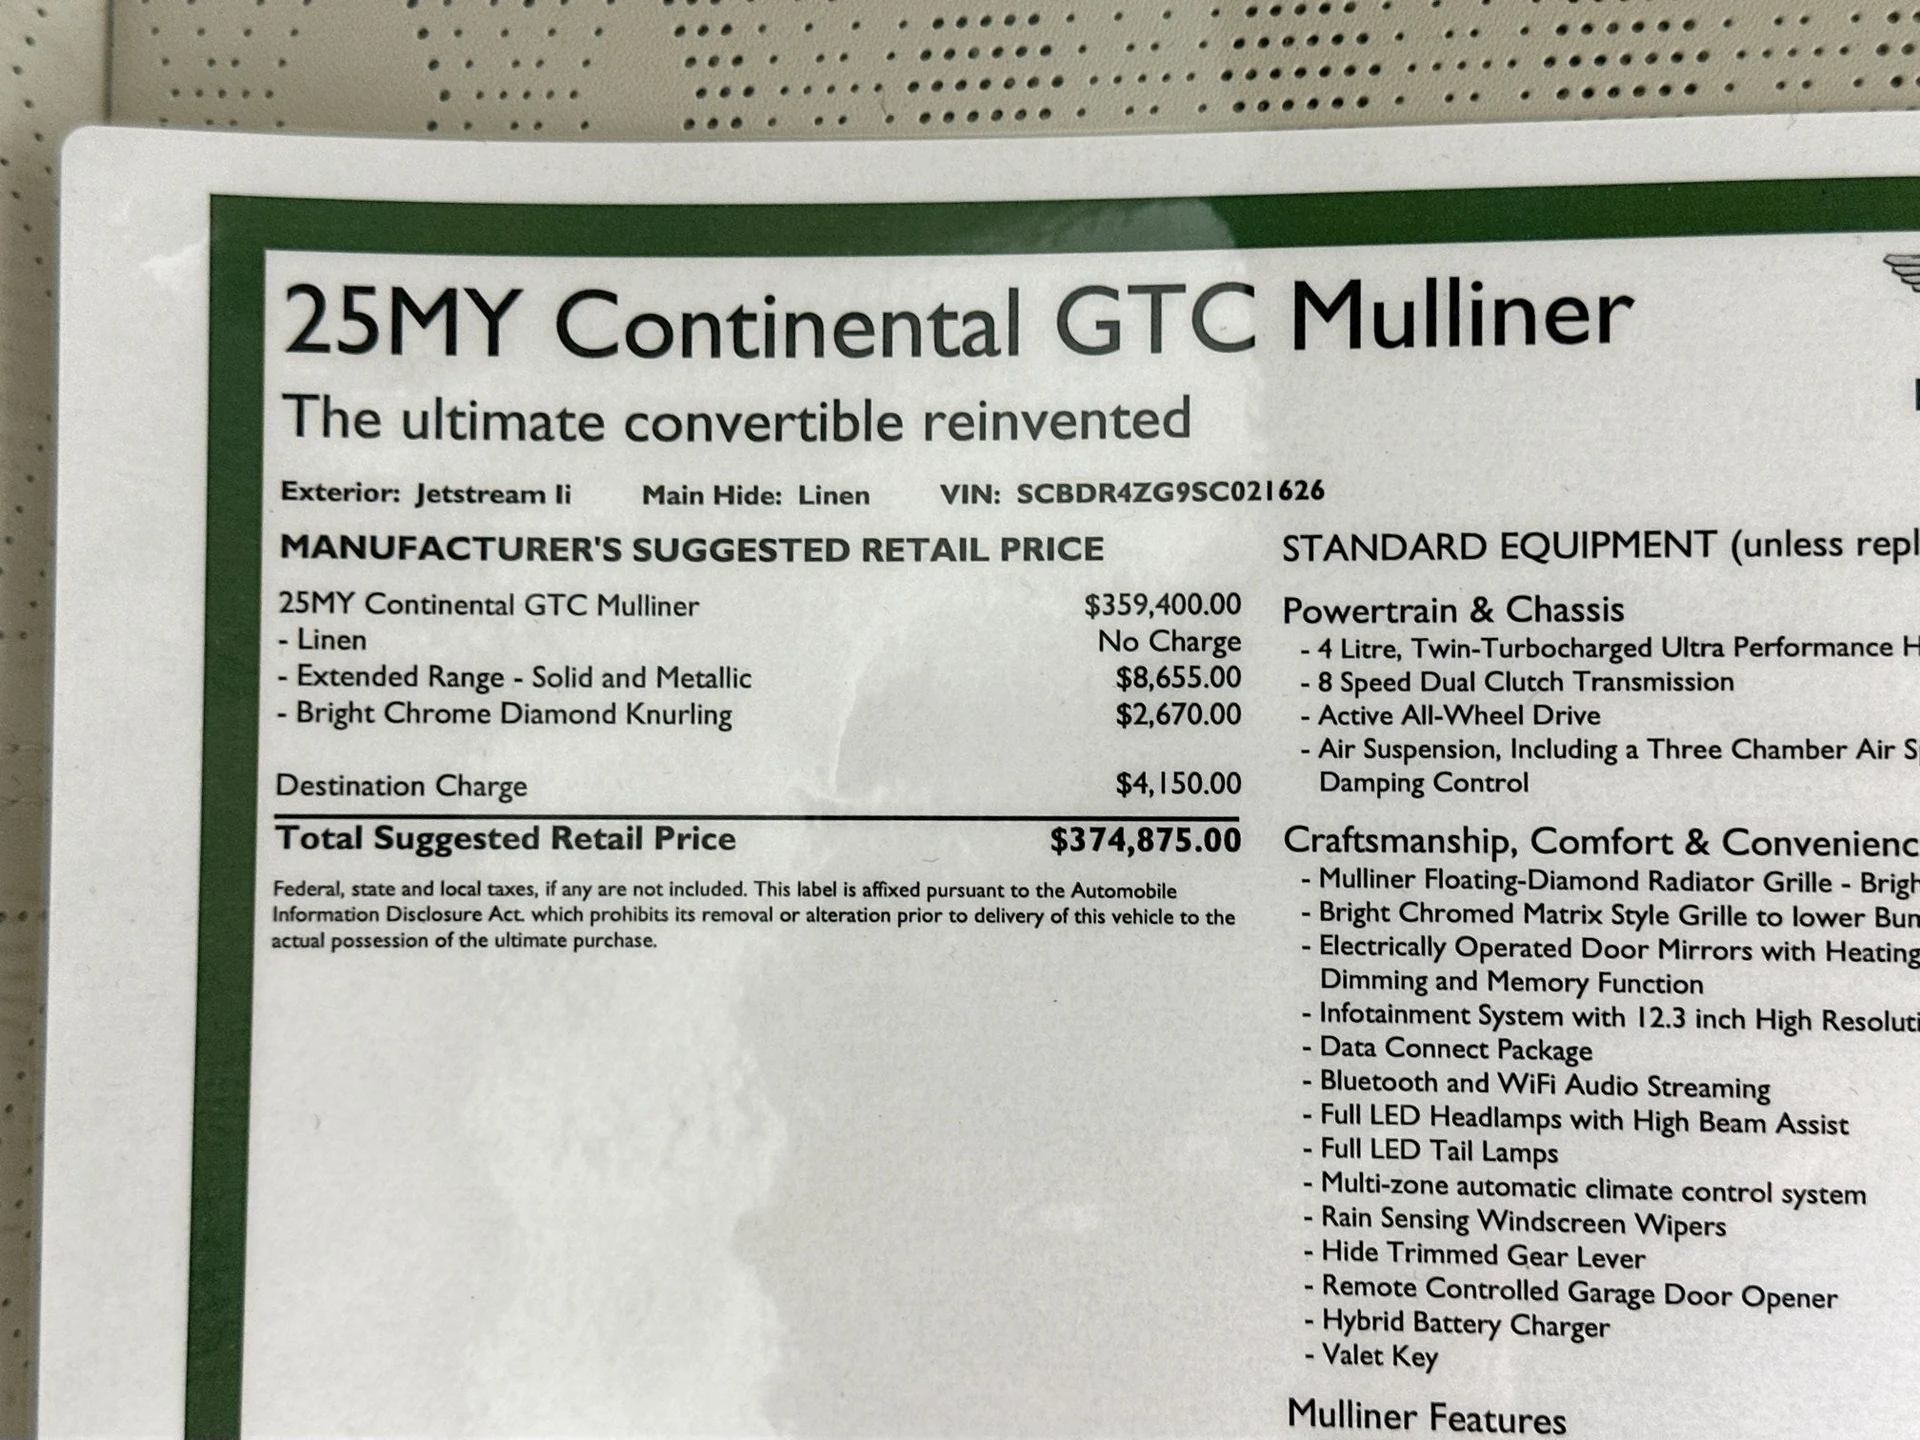 25MY Continental GTC Mulliner
The ultimate convertible reinvented
Exterior: Jetstream Ii Main Hide: Linen VIN: SCBDR4ZG9SC021626
MANUFACTURER'S SUGGESTED RETAIL PRICE
25MY Continental GTC Mulliner $359,400.00
- Linen No Charge
- Extended Range - Solid and Metallic $8,655.00
- Bright Chrome Diamond Knurling $2,670.00
Destination Charge $4,150.00
Total Suggested Retail Price $374,875.00
Federal, state and local taxes, if any are not included. This label is affixed pursuant to the Automobile
Information Disclosure Act. which prohibits its removal or alteration prior to delivery of this vehicle to the
actual possession of the ultimate purchase.
STANDARD EQUIPMENT (unless
Powertrain & Chassis
- 4 Litre, Twin-Turbocharged Ultra Performance
- 8 Speed Dual Clutch Transmission
- Active All-Wheel Drive
- Air Suspension, Including a Three Chamber Air
Damping Control
Craftsmanship, Comfort &
- Mulliner Floating-Diamond Radiator Grille -
- Bright Chromed Matrix Style Grille to lower
- Electrically Operated Door Mirrors with Heating
Dimming and Memory Function
- Infotainment System with 12.3 inch High
- Data Connect Package
- Bluetooth and WiFi Audio Streaming
- Full LED Headlamps with High Beam Assist
- Full LED Tail Lamps
- Multi-zone automatic climate control system
- Rain Sensing Windscreen Wipers
- Hide Trimmed Gear Lever
- Remote Controlled Garage Door Opener
- Hybrid Battery Charger
- Valet Key
Mulliner Features